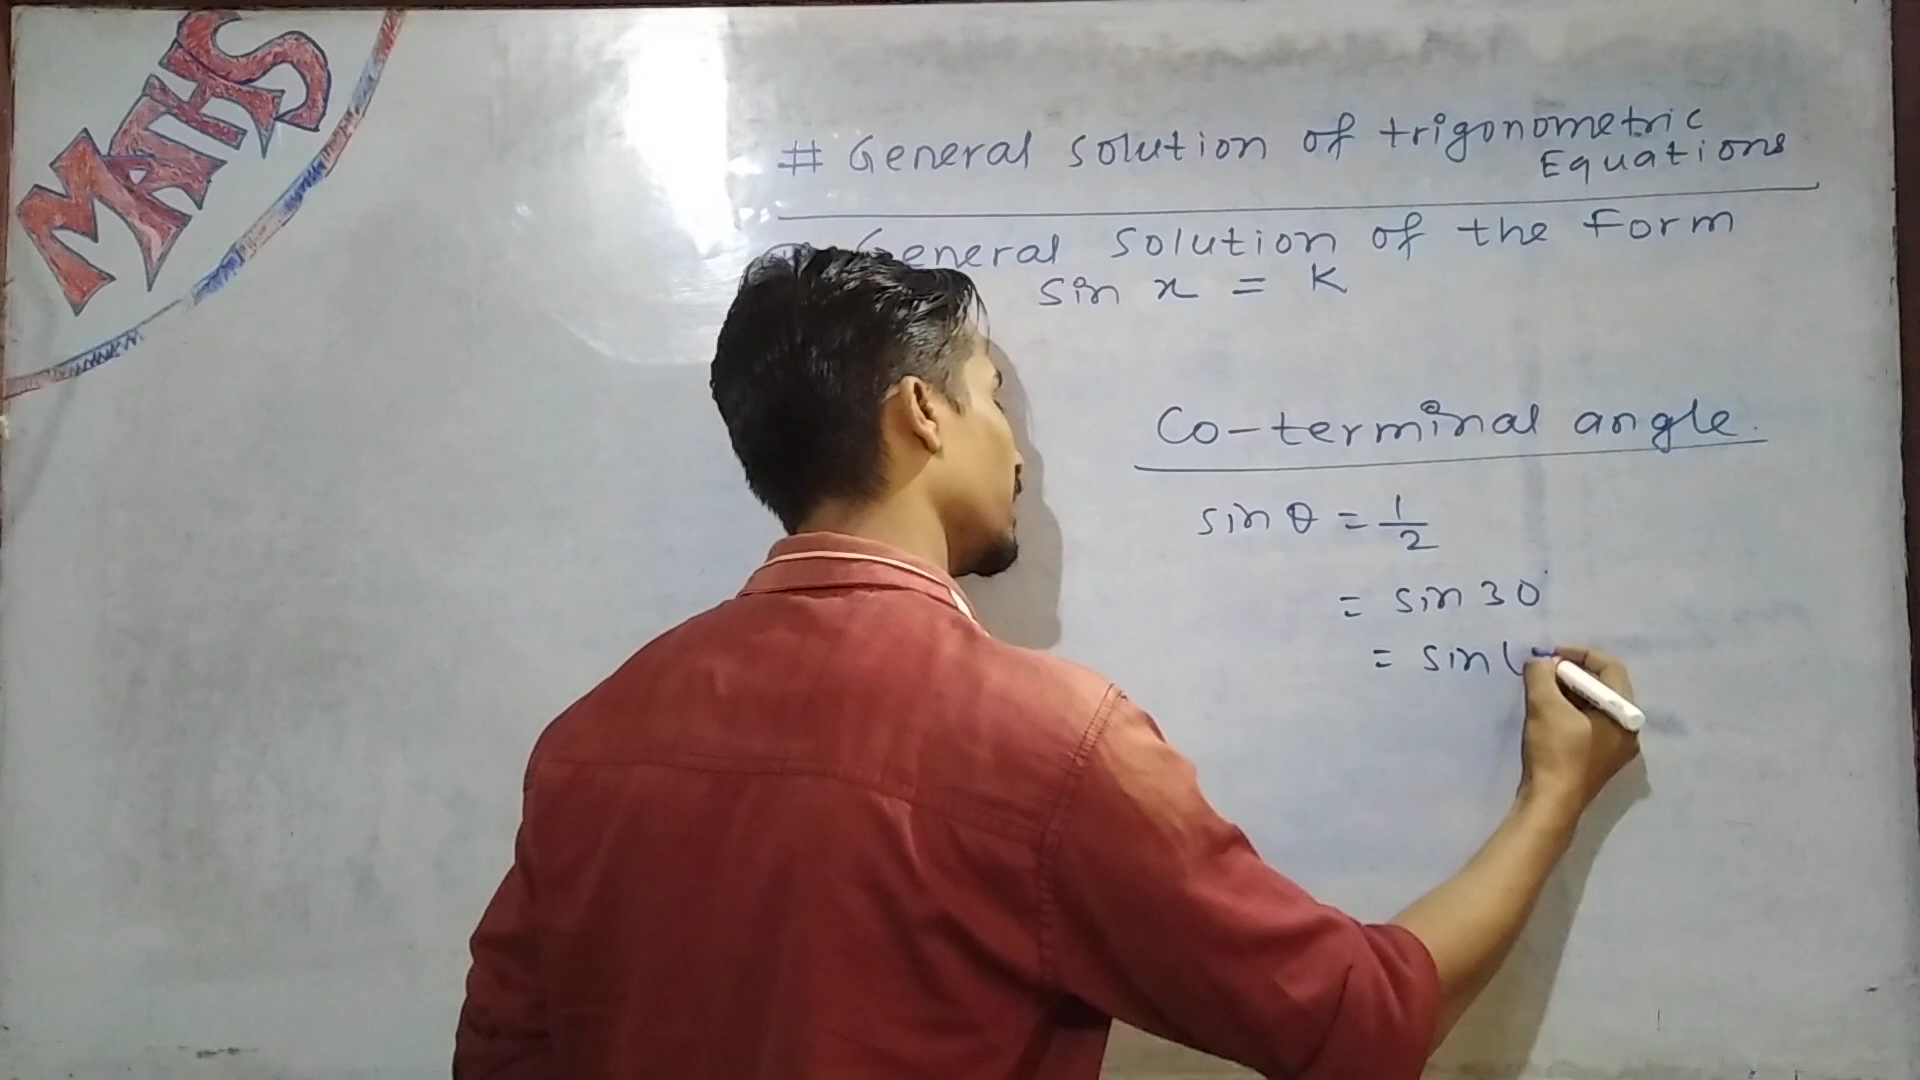 MATHS
# General solution of trigonometric
Equations
General solution of the form
sin x = K
Co-terminal angle.
sin θ = 1/2
= sin 30°
= sin (